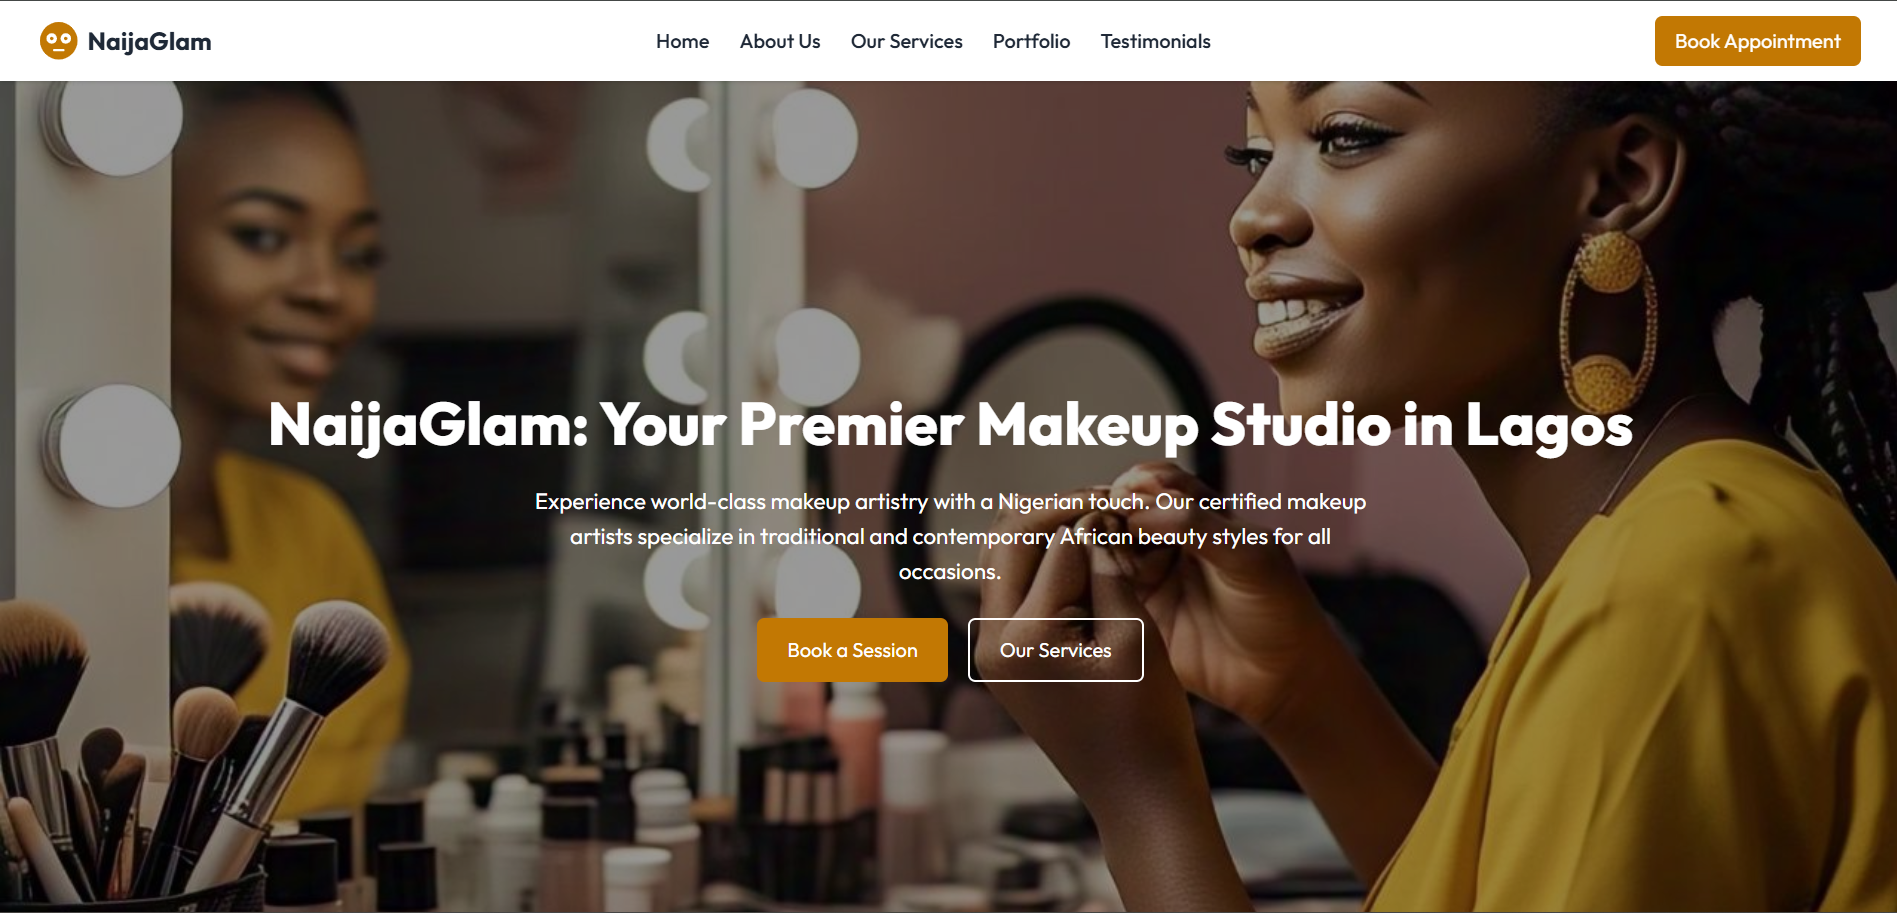 NaijaGlam
Home
About Us
Our Services
Portfolio
Testimonials
Book Appointment
NaijaGlam: Your Premier Makeup Studio in Lagos
Experience world-class makeup artistry with a Nigerian touch. Our certified makeup
artists specialize in traditional and contemporary African beauty styles for all
occasions.
Book a Session
Our Services